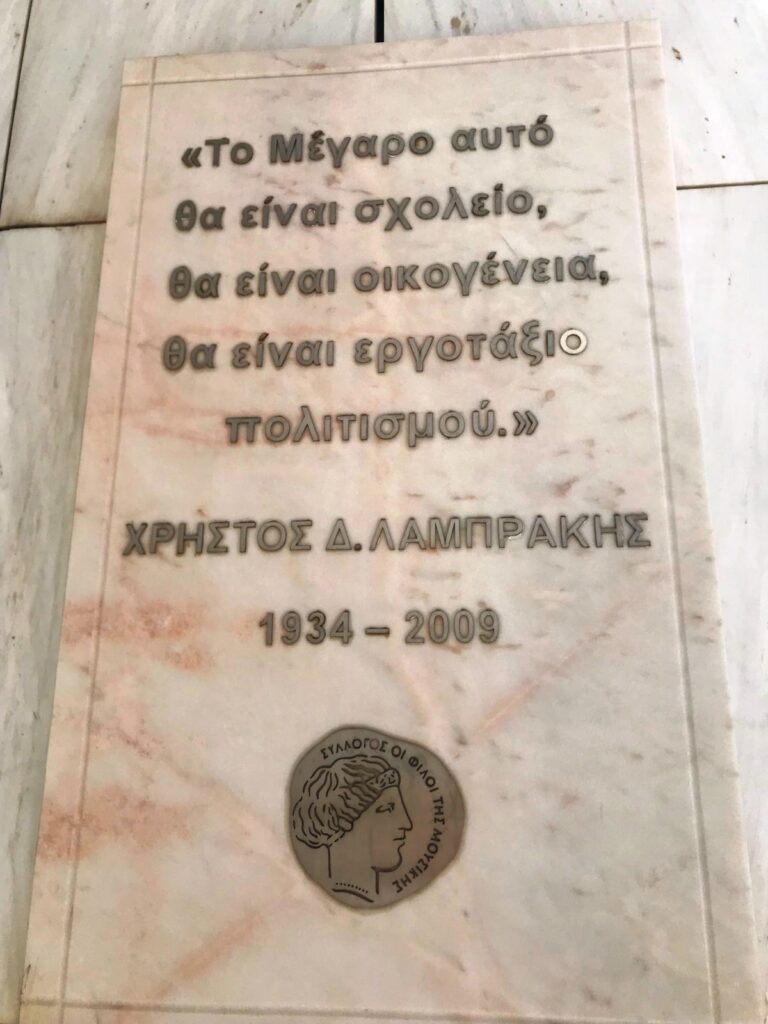 «Το Μέγαρο αυτό
θα είναι σχολείο,
θα είναι οικογένεια,
θα είναι εργοτάξιο
πολιτισμού.»
ΧΡΗΣΤΟΣ Δ. ΛΑΜΠΡΑΚΗΣ
1934 – 2009
ΣΥΛΛΟΓΟΣ ΟΙ ΦΙΛΟΙ ΤΗΣ ΜΟΥΣΙΚΗΣ